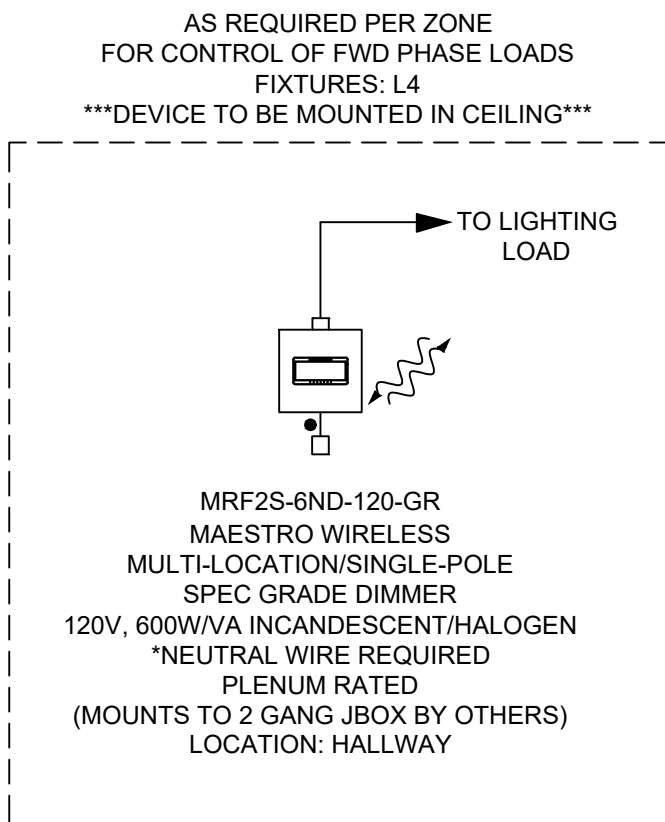 AS REQUIRED PER ZONE
FOR CONTROL OF FWD PHASE LOADS
FIXTURES: L4
***DEVICE TO BE MOUNTED IN CEILING***
TO LIGHTING
LOAD
MRF2S-6ND-120-GR
MAESTRO WIRELESS
MULTI-LOCATION/SINGLE-POLE
SPEC GRADE DIMMER
120V, 600W/VA INCANDESCENT/HALOGEN
*NEUTRAL WIRE REQUIRED
PLENUM RATED
(MOUNTS TO 2 GANG JBOX BY OTHERS)
LOCATION: HALLWAY